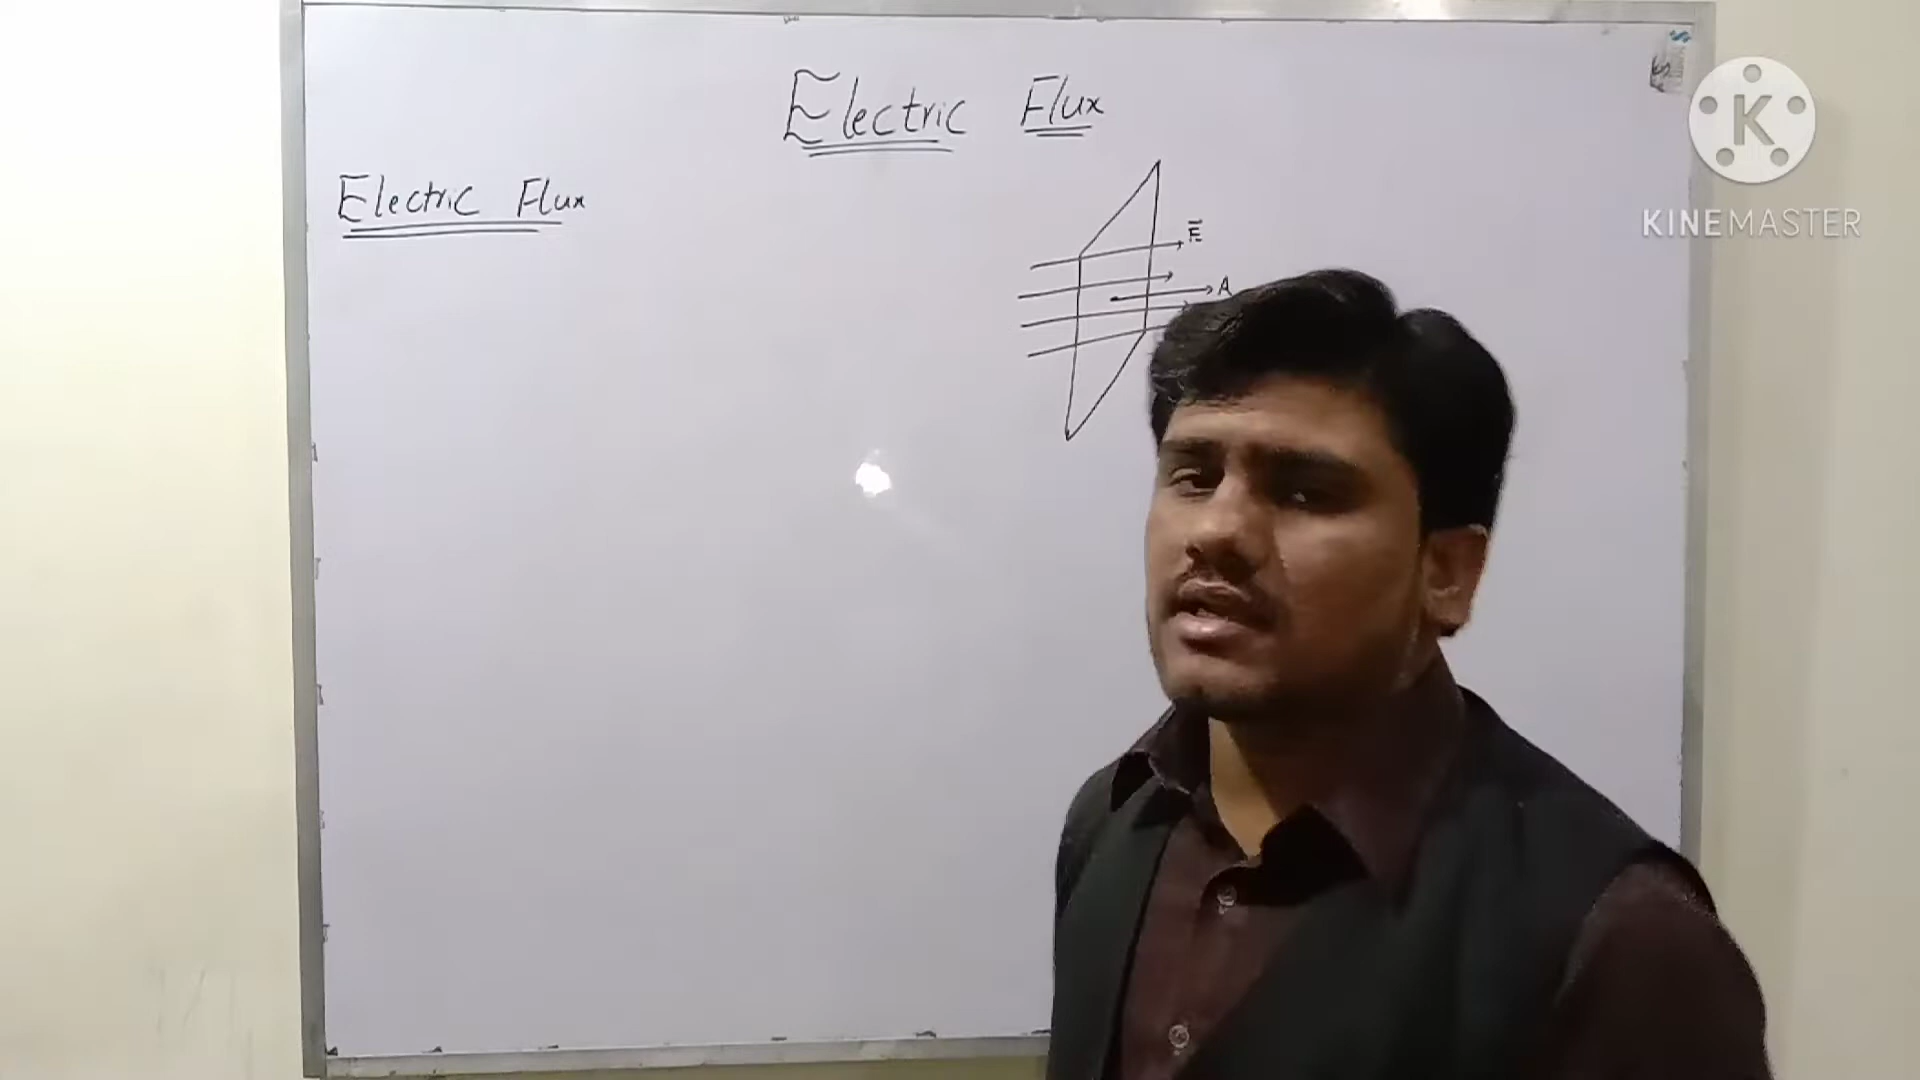 Electric Flux
Electric Flux
E
A
K
KINEMASTER